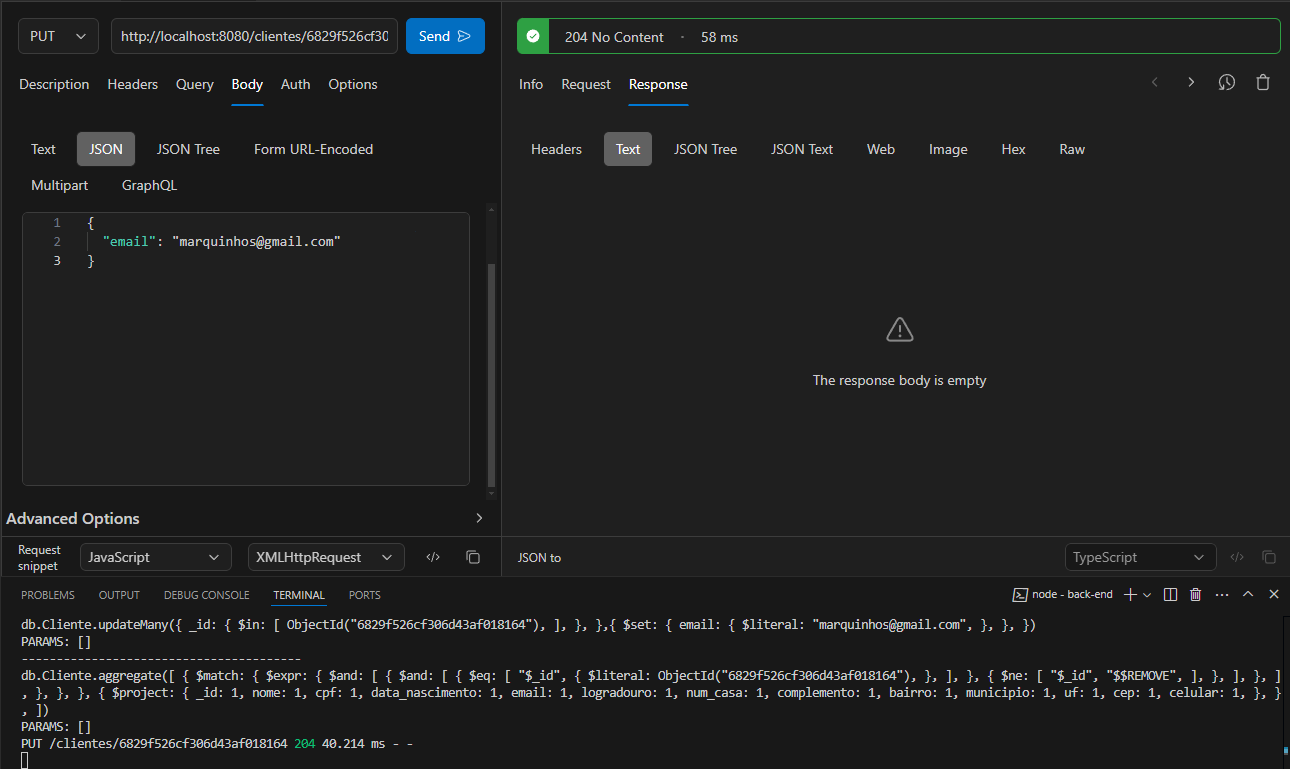 PUT
http://localhost:8080/clientes/6829f526cf30
Send
Description Headers Query Body Auth Options
Text JSON JSON Tree Form URL-Encoded
Multipart GraphQL
1 {
2 "email": "marquinhos@gmail.com"
3 }
Advanced Options
Request snippet
JavaScript
XMLHttpRequest
204 No Content · 58 ms
Info Request Response
Headers Text JSON Tree JSON Text Web Image Hex Raw
The response body is empty
JSON to
TypeScript
PROBLEMS OUTPUT DEBUG CONSOLE TERMINAL PORTS
node - back-end
db.Cliente.updateMany({ _id: { $in: [ ObjectId("6829f526cf306d43af018164"), ], }, },{ $set: { email: { $literal: "marquinhos@gmail.com", }, }, })
PARAMS: []
----------------------------------------
db.Cliente.aggregate([ { $match: { $expr: { $and: [ { $and: [ { $eq: [ "$_id", { $literal: ObjectId("6829f526cf306d43af018164"), }, ], }, { $ne: [ "$_id", "$$REMOVE", ], }, ], }, ]
, }, }, }, { $project: { _id: 1, nome: 1, cpf: 1, data_nascimento: 1, email: 1, logradouro: 1, num_casa: 1, complemento: 1, bairro: 1, municipio: 1, uf: 1, cep: 1, celular: 1, }, }
, ])
PARAMS: []
PUT /clientes/6829f526cf306d43af018164 204 40.214 ms - -